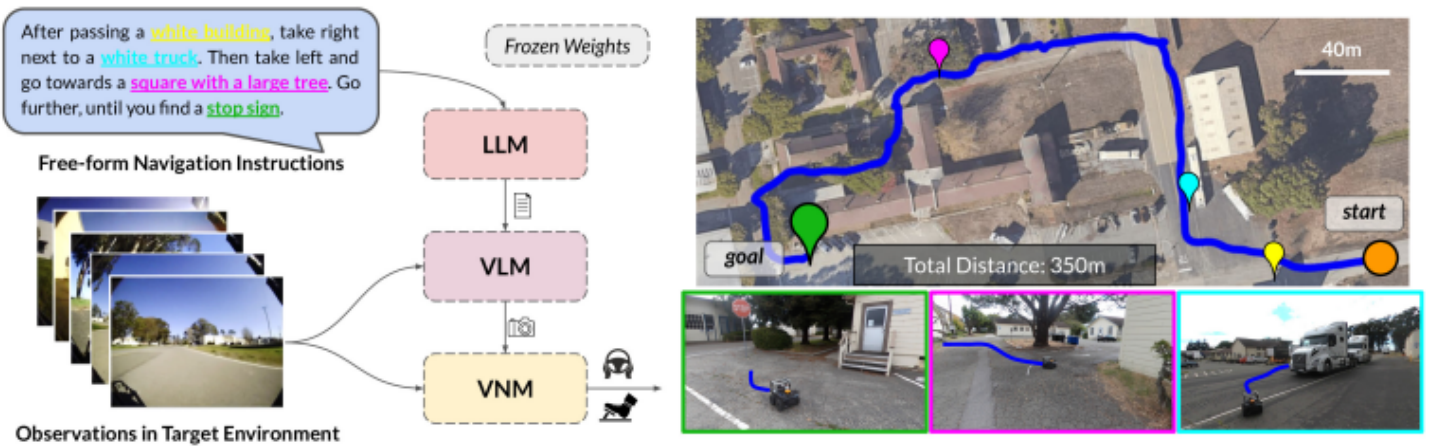 After passing a white building, take right
next to a white truck. Then take left and
go towards a square with a large tree. Go
further, until you find a stop sign.
Free-form Navigation Instructions
Observations in Target Environment
Frozen Weights
LLM
VLM
VNM
40m
start
goal
Total Distance: 350m